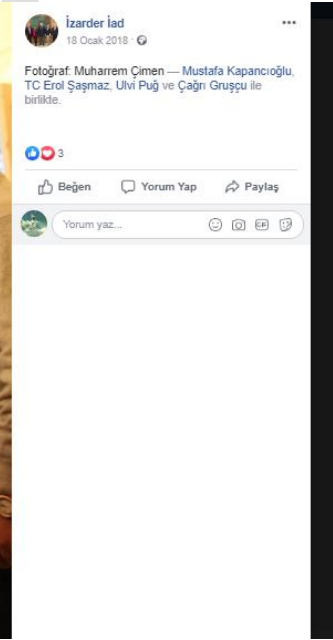 İzarder İad
18 Ocak 2018 ·
Fotoğraf: Muharrem Çimen — Mustafa Kapancıoğlu,
TC Erol Şaşmaz, Ulvi Puğ ve Çağrı Gruşçu ile
birlikte.
3
Beğen Yorum Yap Paylaş
Yorum yaz... GIF